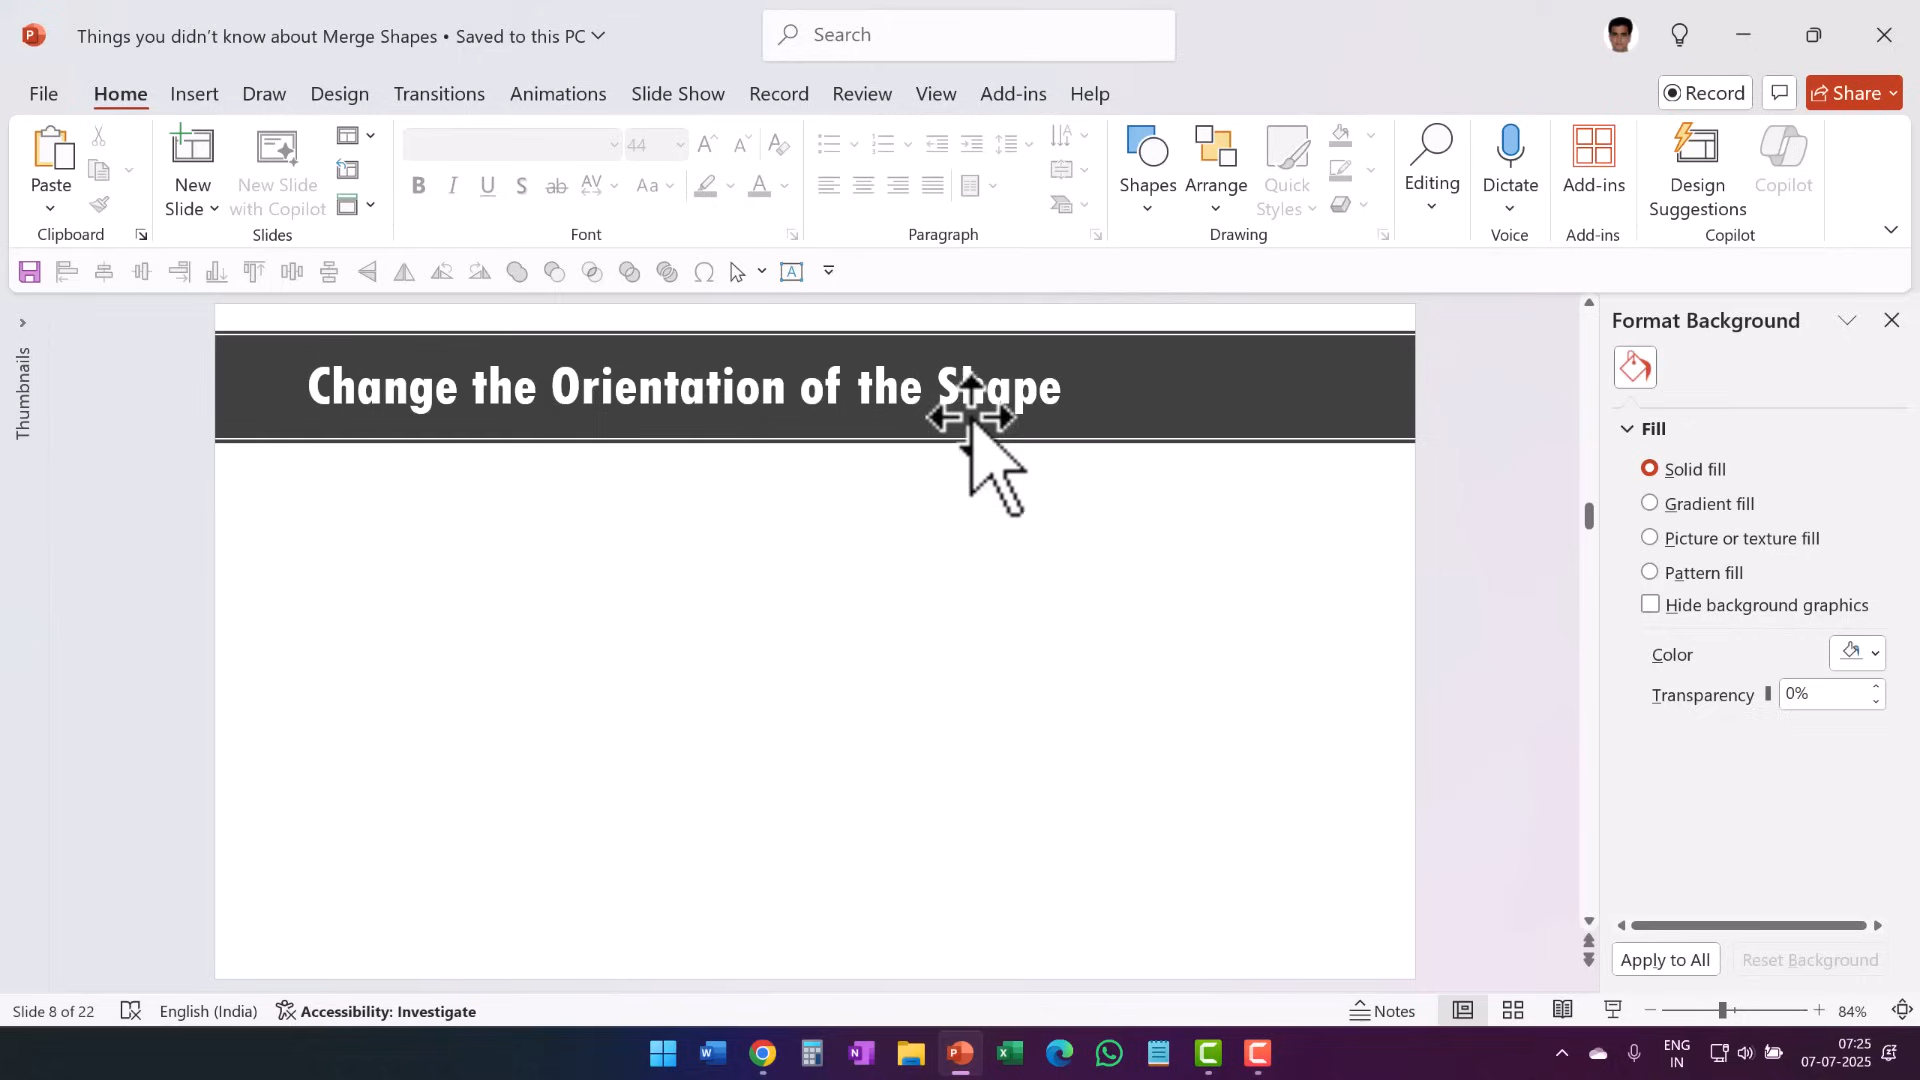 Things you didn’t know about Merge Shapes • Saved to this PC
Search
File Home Insert Draw Design Transitions Animations Slide Show Record Review View Add-ins Help
Record
Share
Paste
New Slide
New Slide with Copilot
44
Shapes
Arrange
Quick Styles
Editing
Dictate
Add-ins
Design Suggestions
Copilot
Clipboard
Slides
Font
Paragraph
Drawing
Voice
Add-ins
Copilot
Thumbnails
Change the Orientation of the Shape
Format Background
Fill
Solid fill
Gradient fill
Picture or texture fill
Pattern fill
Hide background graphics
Color
Transparency 0%
Apply to All
Reset Background
Slide 8 of 22
English (India)
Accessibility: Investigate
Notes
84%
ENG
IN
07:25
07-07-2025